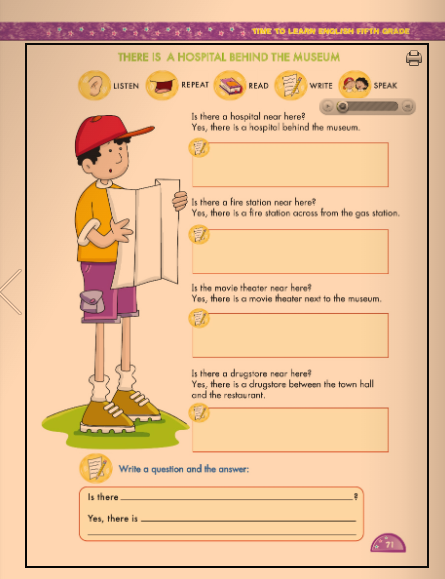 TIME TO LEARN ENGLISH FIFTH GRADE
THERE IS A HOSPITAL BEHIND THE MUSEUM
LISTEN REPEAT READ WRITE SPEAK
Is there a hospital near here?
Yes, there is a hospital behind the museum.
Is there a fire station near here?
Yes, there is a fire station across from the gas station.
Is the movie theater near here?
Yes, there is a movie theater next to the museum.
Is there a drugstore near here?
Yes, there is a drugstore between the town hall
and the restaurant.
Write a question and the answer:
Is there ?
Yes, there is
71